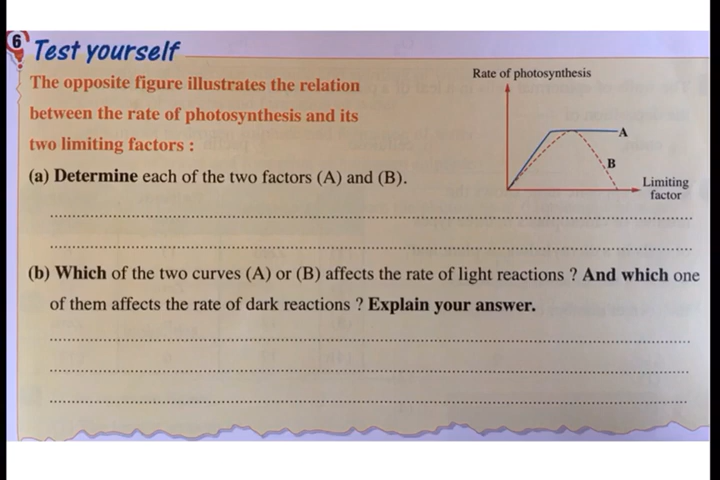 6 Test yourself
The opposite figure illustrates the relation
between the rate of photosynthesis and its
two limiting factors :
Rate of photosynthesis
A
B
Limiting
factor
(a) Determine each of the two factors (A) and (B).
(b) Which of the two curves (A) or (B) affects the rate of light reactions ? And which one
of them affects the rate of dark reactions ? Explain your answer.